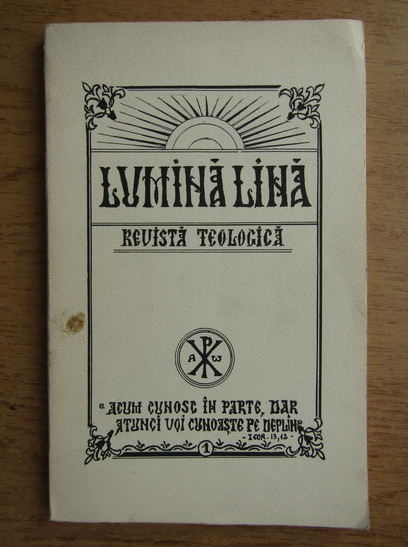 LUMINĂ LINĂ
REVISTĂ TEOLOGICĂ
Α Ρ Χ ω
« ACUM CUNOSC ÎN PARTE, DAR
ATUNCI VOI CUNOAȘTE PE DEPLIN»
- I COR. 13, 12 -
1